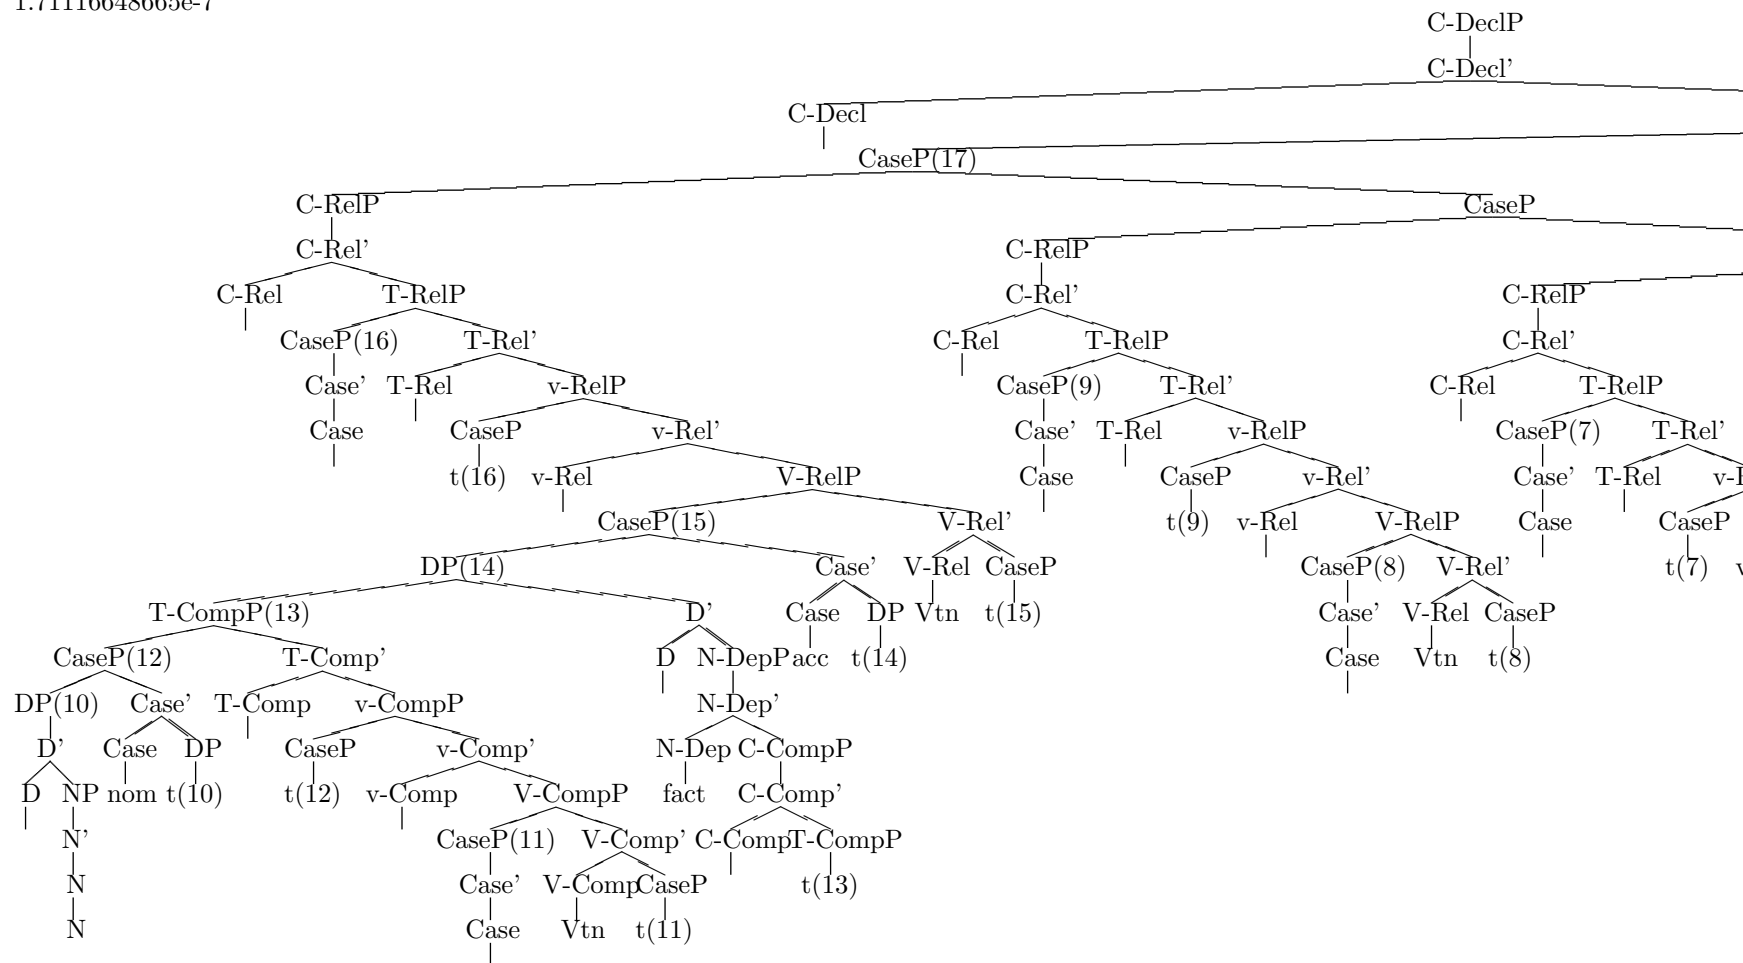 1.71116648665e-7
C-DeclP
C-Decl'
C-Decl
CaseP(17)
C-RelP CaseP
C-Rel' C-RelP
C-Rel T-RelP C-Rel' C-RelP
CaseP(16) T-Rel' C-Rel T-RelP C-Rel'
Case' T-Rel v-RelP CaseP(9) T-Rel' C-Rel T-RelP
Case CaseP v-Rel' Case' T-Rel v-RelP CaseP(7) T-Rel'
t(16) v-Rel V-RelP Case CaseP v-Rel' Case' T-Rel
CaseP(15) V-Rel' t(9) v-Rel V-RelP Case CaseP
DP(14) Case' V-Rel CaseP CaseP(8) V-Rel' t(7)
T-CompP(13) D' Case DP Vtn t(15) Case' V-Rel CaseP
CaseP(12) T-Comp' D N-DepP acc t(14) Case Vtn t(8)
DP(10) Case' T-Comp v-CompP N-Dep'
D' Case DP CaseP v-Comp' N-Dep C-CompP
D NP nom t(10) t(12) v-Comp V-CompP fact C-Comp'
N' CaseP(11) V-Comp' C-Comp T-CompP
N Case' V-Comp CaseP t(13)
N Case Vtn t(11)